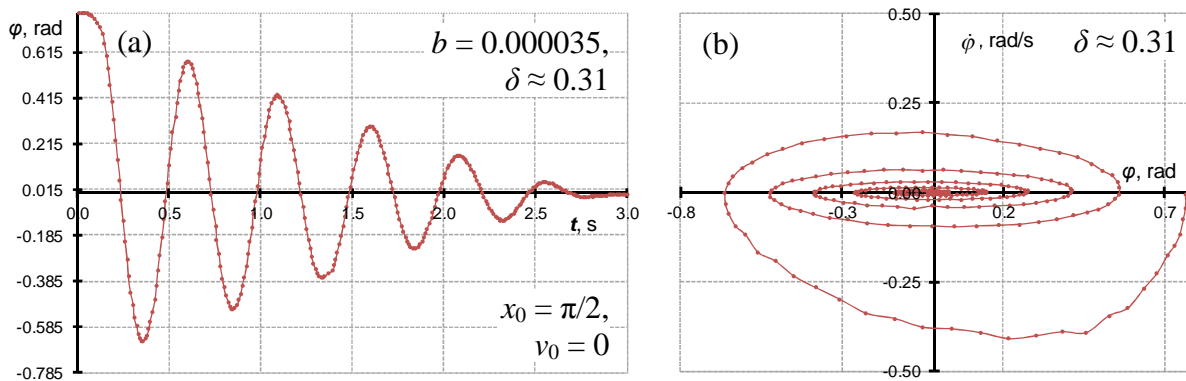 φ, rad
(a)
b = 0.000035,
δ ≈ 0.31
0.615
0.415
0.215
0.015
-0.185
-0.385
-0.585
-0.785
0.0 0.5 1.0 1.5 2.0 2.5 3.0
t, s
x₀ = π/2,
v₀ = 0
(b)
φ̇, rad/s
δ ≈ 0.31
0.50
0.25
0.00
-0.25
-0.50
φ, rad
-0.8 -0.3 0.2 0.7